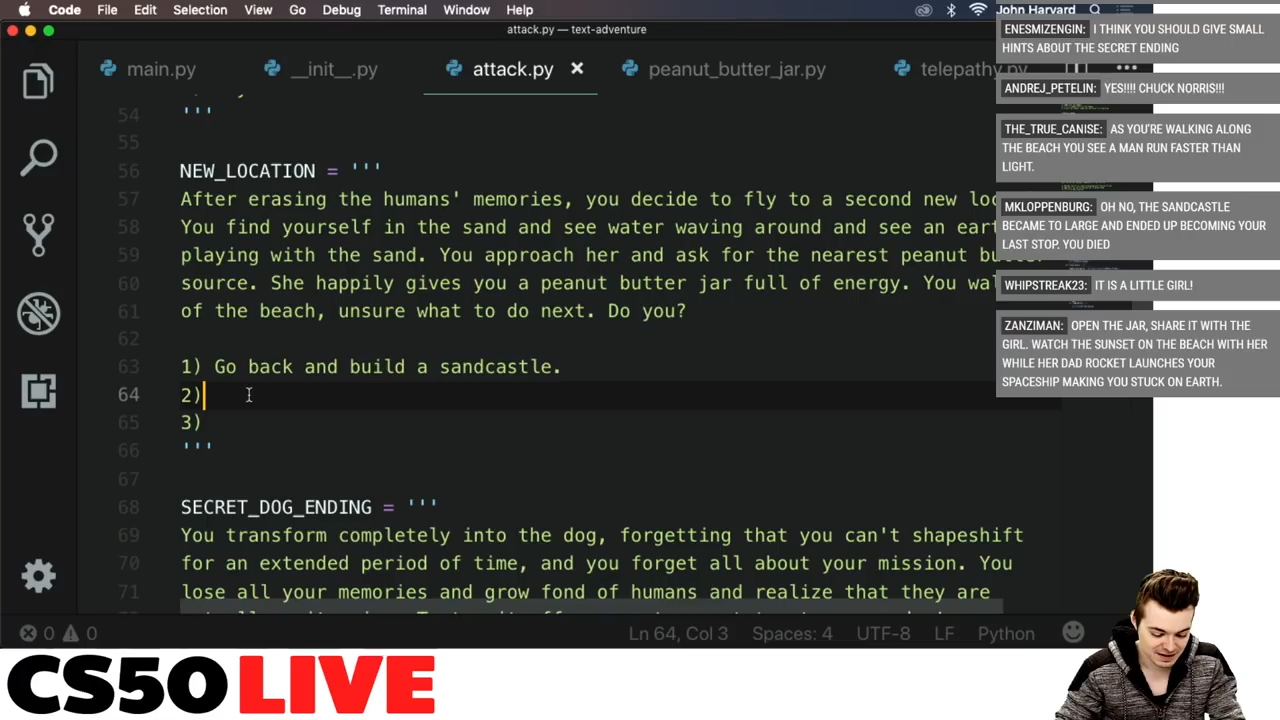 Code File Edit Selection View Go Debug Terminal Window Help John Harvard
attack.py — text-adventure
main.py __init__.py attack.py peanut_butter_jar.py telepathy.py
54 '''
55
56 NEW_LOCATION = '''
57 After erasing the humans' memories, you decide to fly to a second new
58 You find yourself in the sand and see water waving around and see an
59 playing with the sand. You approach her and ask for the nearest peanut
60 source. She happily gives you a peanut butter jar full of energy. You
61 of the beach, unsure what to do next. Do you?
62
63 1) Go back and build a sandcastle.
64 2)
65 3)
66 '''
67
68 SECRET_DOG_ENDING = '''
69 You transform completely into the dog, forgetting that you can't shapeshift
70 for an extended period of time, and you forget all about your mission. You
71 lose all your memories and grow fond of humans and realize that they are
0 0 Ln 64, Col 3 Spaces: 4 UTF-8 LF Python
ENESMIZENGIN: I THINK YOU SHOULD GIVE SMALL
HINTS ABOUT THE SECRET ENDING
ANDREJ_PETELIN: YES!!!! CHUCK NORRIS!!!
THE_TRUE_CANISE: AS YOU'RE WALKING ALONG
THE BEACH YOU SEE A MAN RUN FASTER THAN
LIGHT.
MKLOPPENBURG: OH NO, THE SANDCASTLE
BECAME TO LARGE AND ENDED UP BECOMING YOUR
LAST STOP. YOU DIED
WHIPSTREAK23: IT IS A LITTLE GIRL!
ZANZIMAN: OPEN THE JAR, SHARE IT WITH THE
GIRL. WATCH THE SUNSET ON THE BEACH WITH HER
WHILE HER DAD ROCKET LAUNCHES YOUR
SPACESHIP MAKING YOU STUCK ON EARTH.
CS50 LIVE